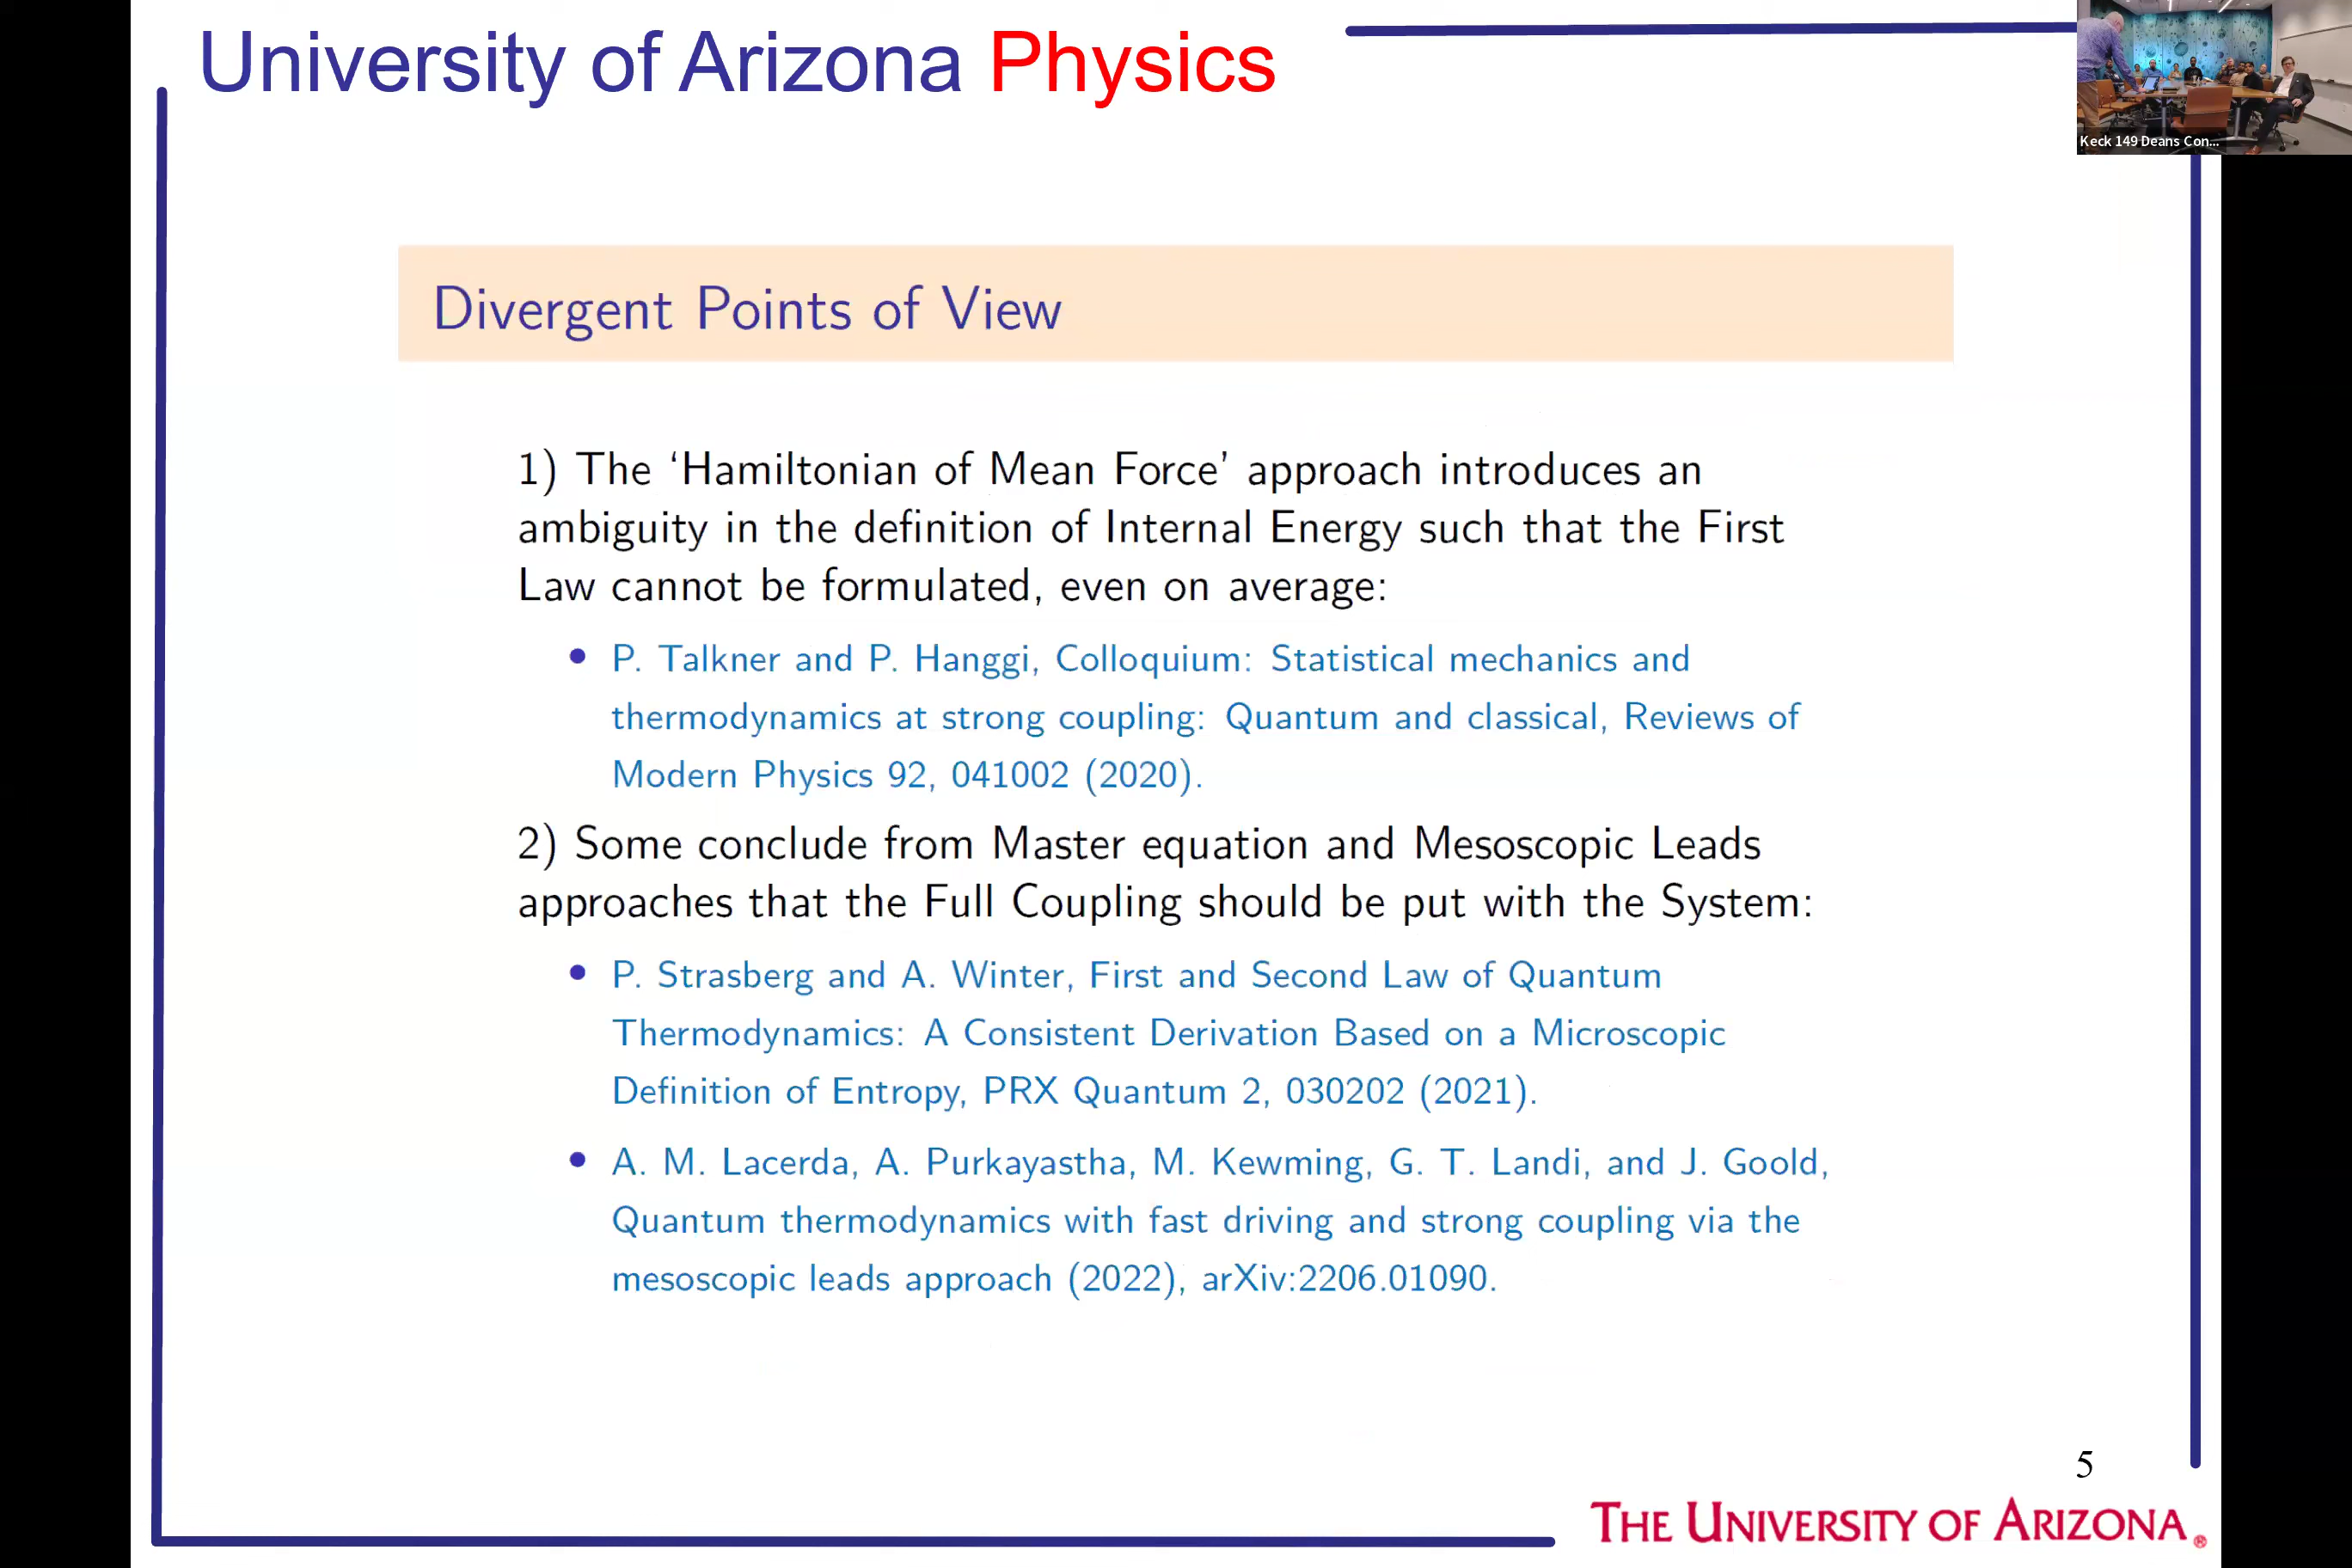 University of Arizona Physics
Keck 149 Deans Con...
Divergent Points of View
1) The ‘Hamiltonian of Mean Force’ approach introduces an
ambiguity in the definition of Internal Energy such that the First
Law cannot be formulated, even on average:
• P. Talkner and P. Hanggi, Colloquium: Statistical mechanics and
thermodynamics at strong coupling: Quantum and classical, Reviews of
Modern Physics 92, 041002 (2020).
2) Some conclude from Master equation and Mesoscopic Leads
approaches that the Full Coupling should be put with the System:
• P. Strasberg and A. Winter, First and Second Law of Quantum
Thermodynamics: A Consistent Derivation Based on a Microscopic
Definition of Entropy, PRX Quantum 2, 030202 (2021).
• A. M. Lacerda, A. Purkayastha, M. Kewming, G. T. Landi, and J. Goold,
Quantum thermodynamics with fast driving and strong coupling via the
mesoscopic leads approach (2022), arXiv:2206.01090.
5
THE UNIVERSITY OF ARIZONA®